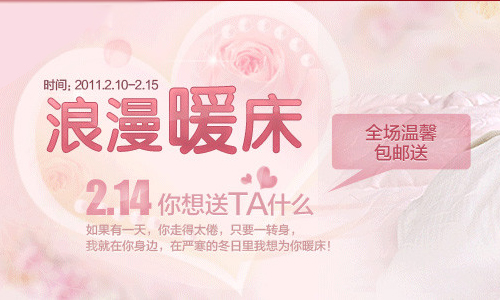 时间：2011.2.10-2.15
浪漫暖床
全场温馨
包邮送
2.14 你想送TA什么
如果有一天，你走得太倦，只要一转身，
我就在你身边，在严寒的冬日里我想为你暖床！